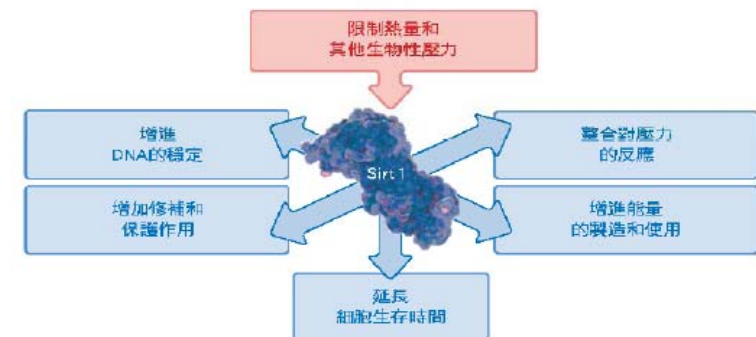 限制熱量和
其他生物性壓力
增進
DNA的穩定
整合對壓力
的反應
Sirt 1
增加修補和
保護作用
增進能量
的製造和使用
延長
細胞生存時間